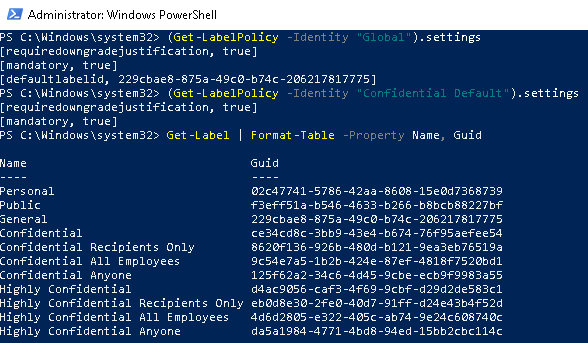 Administrator: Windows PowerShell
PS C:\Windows\system32> (Get-LabelPolicy -Identity "Global").settings
[requiredowngradejustification, true]
[mandatory, true]
[defaultlabelid, 229cbae8-875a-49c0-b74c-206217817775]
PS C:\Windows\system32> (Get-LabelPolicy -Identity "Confidential Default").settings
[requiredowngradejustification, true]
[mandatory, true]
PS C:\Windows\system32> Get-Label | Format-Table -Property Name, Guid
Name Guid
---- ----
Personal 02c47741-5786-42aa-8608-15e0d7368739
Public f3eff51a-b546-4633-b266-b8bcb88227bf
General 229cbae8-875a-49c0-b74c-206217817775
Confidential ce34cd8c-3bb9-43e4-b674-76f95aefee54
Confidential Recipients Only 8620f136-926b-480d-b121-9ea3eb76519a
Confidential All Employees 9c54e7a5-1b2b-424e-87ef-4818f7520bd1
Confidential Anyone 125f62a2-34c6-4d45-9cbe-ecb9f9983a55
Highly Confidential d4ac9056-caf3-4f69-9cbf-d29d2de583c1
Highly Confidential Recipients Only eb0d8e30-2fe0-40d7-91ff-d24e43b4f52d
Highly Confidential All Employees 4d6d2805-e322-405c-ab74-9e24c608740c
Highly Confidential Anyone da5a1984-4771-4bd8-94ed-15bb2cbc114c